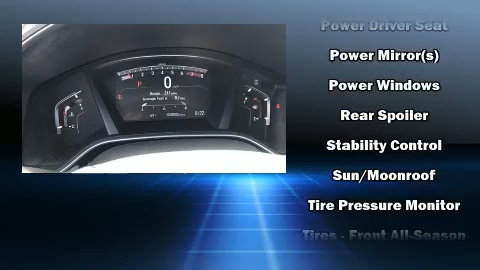 Power Driver Seat
Power Mirror(s)
Power Windows
Rear Spoiler
Stability Control
Sun/Moonroof
Tire Pressure Monitor
Tires - Front All-Season
P
0